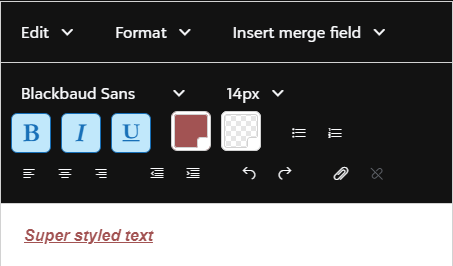 Edit Format Insert merge field
Blackbaud Sans 14px
B I U
Super styled text